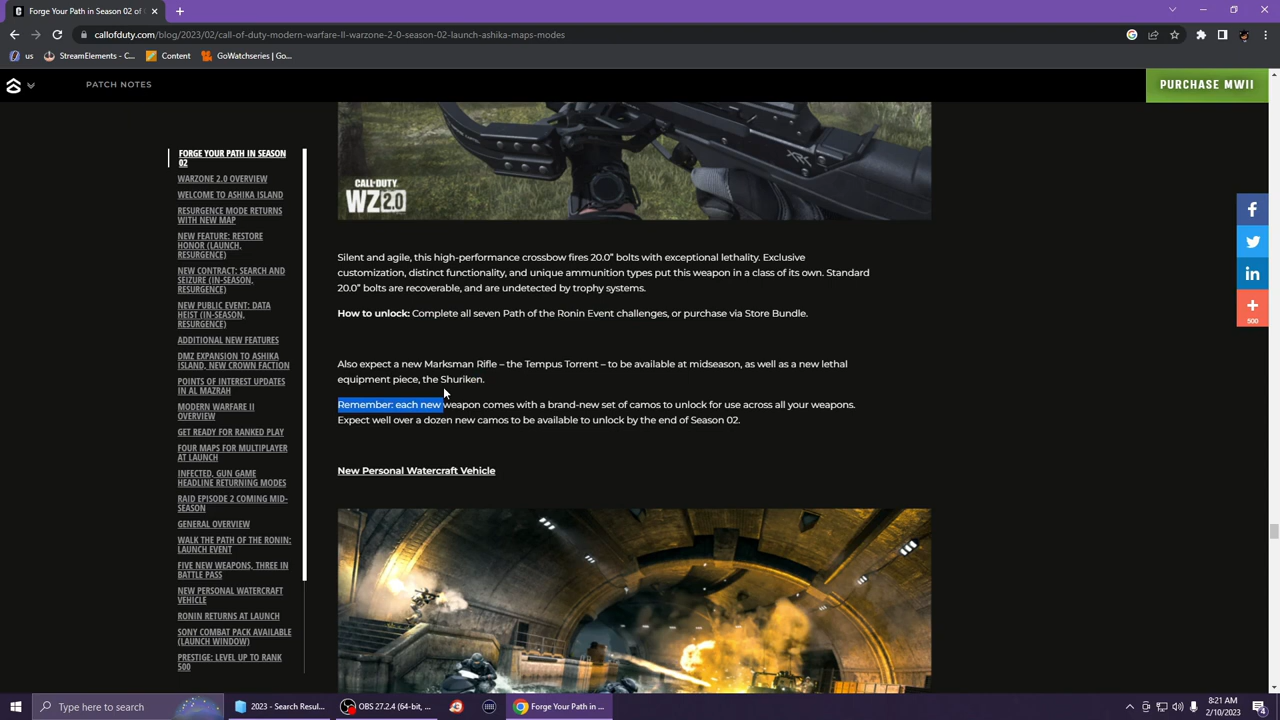 Forge Your Path in Season 02
callofduty.com/blog/2023/02/call-of-duty-modern-warfare-II-warzone-2-0-season-02-launch-ashika-maps-modes
us
StreamElements - C...
Content
GoWatchseries | Go...
PATCH NOTES
PURCHASE MWII
FORGE YOUR PATH IN SEASON
02
WARZONE 2.0 OVERVIEW
WELCOME TO ASHIKA ISLAND
RESURGENCE MODE RETURNS
WITH NEW MAP
NEW FEATURE: RESTORE
HONOR (LAUNCH,
RESURGENCE)
NEW CONTRACT: SEARCH AND
SEIZURE (IN-SEASON,
RESURGENCE)
NEW PUBLIC EVENT: DATA
HEIST (IN-SEASON,
RESURGENCE)
ADDITIONAL NEW FEATURES
DMZ EXPANSION TO ASHIKA
ISLAND, NEW CROWN FACTION
POINTS OF INTEREST UPDATES
IN AL MAZRAH
MODERN WARFARE II
OVERVIEW
GET READY FOR RANKED PLAY
FOUR MAPS FOR MULTIPLAYER
AT LAUNCH
INFECTED, GUN GAME
HEADLINE RETURNING MODES
RAID EPISODE 2 COMING MID-
SEASON
GENERAL OVERVIEW
WALK THE PATH OF THE RONIN:
LAUNCH EVENT
FIVE NEW WEAPONS, THREE IN
BATTLE PASS
NEW PERSONAL WATERCRAFT
VEHICLE
RONIN RETURNS AT LAUNCH
SONY COMBAT PACK AVAILABLE
(LAUNCH WINDOW)
PRESTIGE: LEVEL UP TO RANK
500
CALL·DUTY
WZ 2.0
Silent and agile, this high-performance crossbow fires 20.0” bolts with exceptional lethality. Exclusive
customization, distinct functionality, and unique ammunition types put this weapon in a class of its own. Standard
20.0” bolts are recoverable, and are undetected by trophy systems.
How to unlock: Complete all seven Path of the Ronin Event challenges, or purchase via Store Bundle.
Also expect a new Marksman Rifle – the Tempus Torrent – to be available at midseason, as well as a new lethal
equipment piece, the Shuriken.
Remember: each new weapon comes with a brand-new set of camos to unlock for use across all your weapons.
Expect well over a dozen new camos to be available to unlock by the end of Season 02.
New Personal Watercraft Vehicle
500
Type here to search
2023 - Search Resul...
OBS 27.2.4 (64-bit, ...
Forge Your Path in ...
8:21 AM
2/10/2023